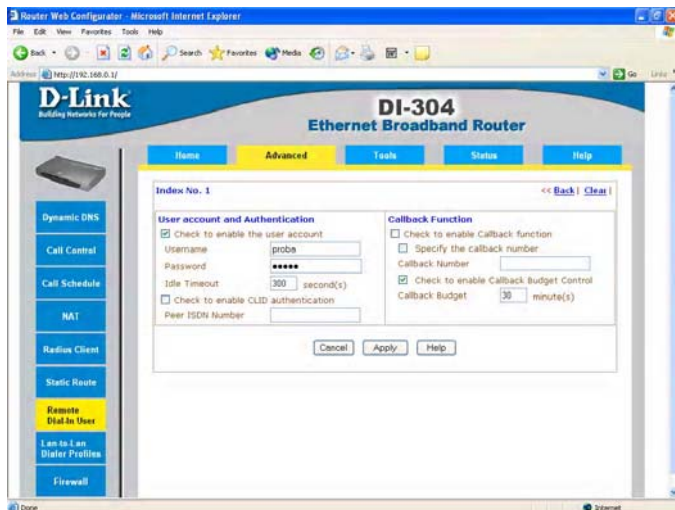 Router Web Configurator - Microsoft Internet Explorer
File Edit View Favorites Tools Help
Back Search Favorites Media
Address http://192.168.0.1/ Go Links
D-Link
Building Networks for People
DI-304
Ethernet Broadband Router
Home Advanced Tools Status Help
Index No. 1 << Back | Clear |
Dynamic DNS
Call Control
Call Schedule
NAT
Radius Client
Static Route
Remote
Dial-In User
Lan-to-Lan
Dialer Profiles
Firewall
User account and Authentication
Check to enable the user account
Username proba
Password •••••
Idle Timeout 300 second(s)
Check to enable CLID authentication
Peer ISDN Number
Callback Function
Check to enable Callback function
Specify the callback number
Callback Number
Check to enable Callback Budget Control
Callback Budget 30 minute(s)
Cancel Apply Help
Done Internet